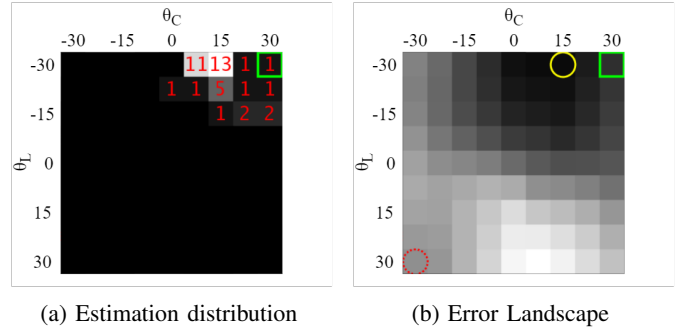 θC θC
-30 -15 0 15 30 -30 -15 0 15 30
-30 11 13 1 1 -30
1 1 5 1 1
-15 1 2 2 -15
θL 0 θL 0
15 15
30 30
(a) Estimation distribution (b) Error Landscape